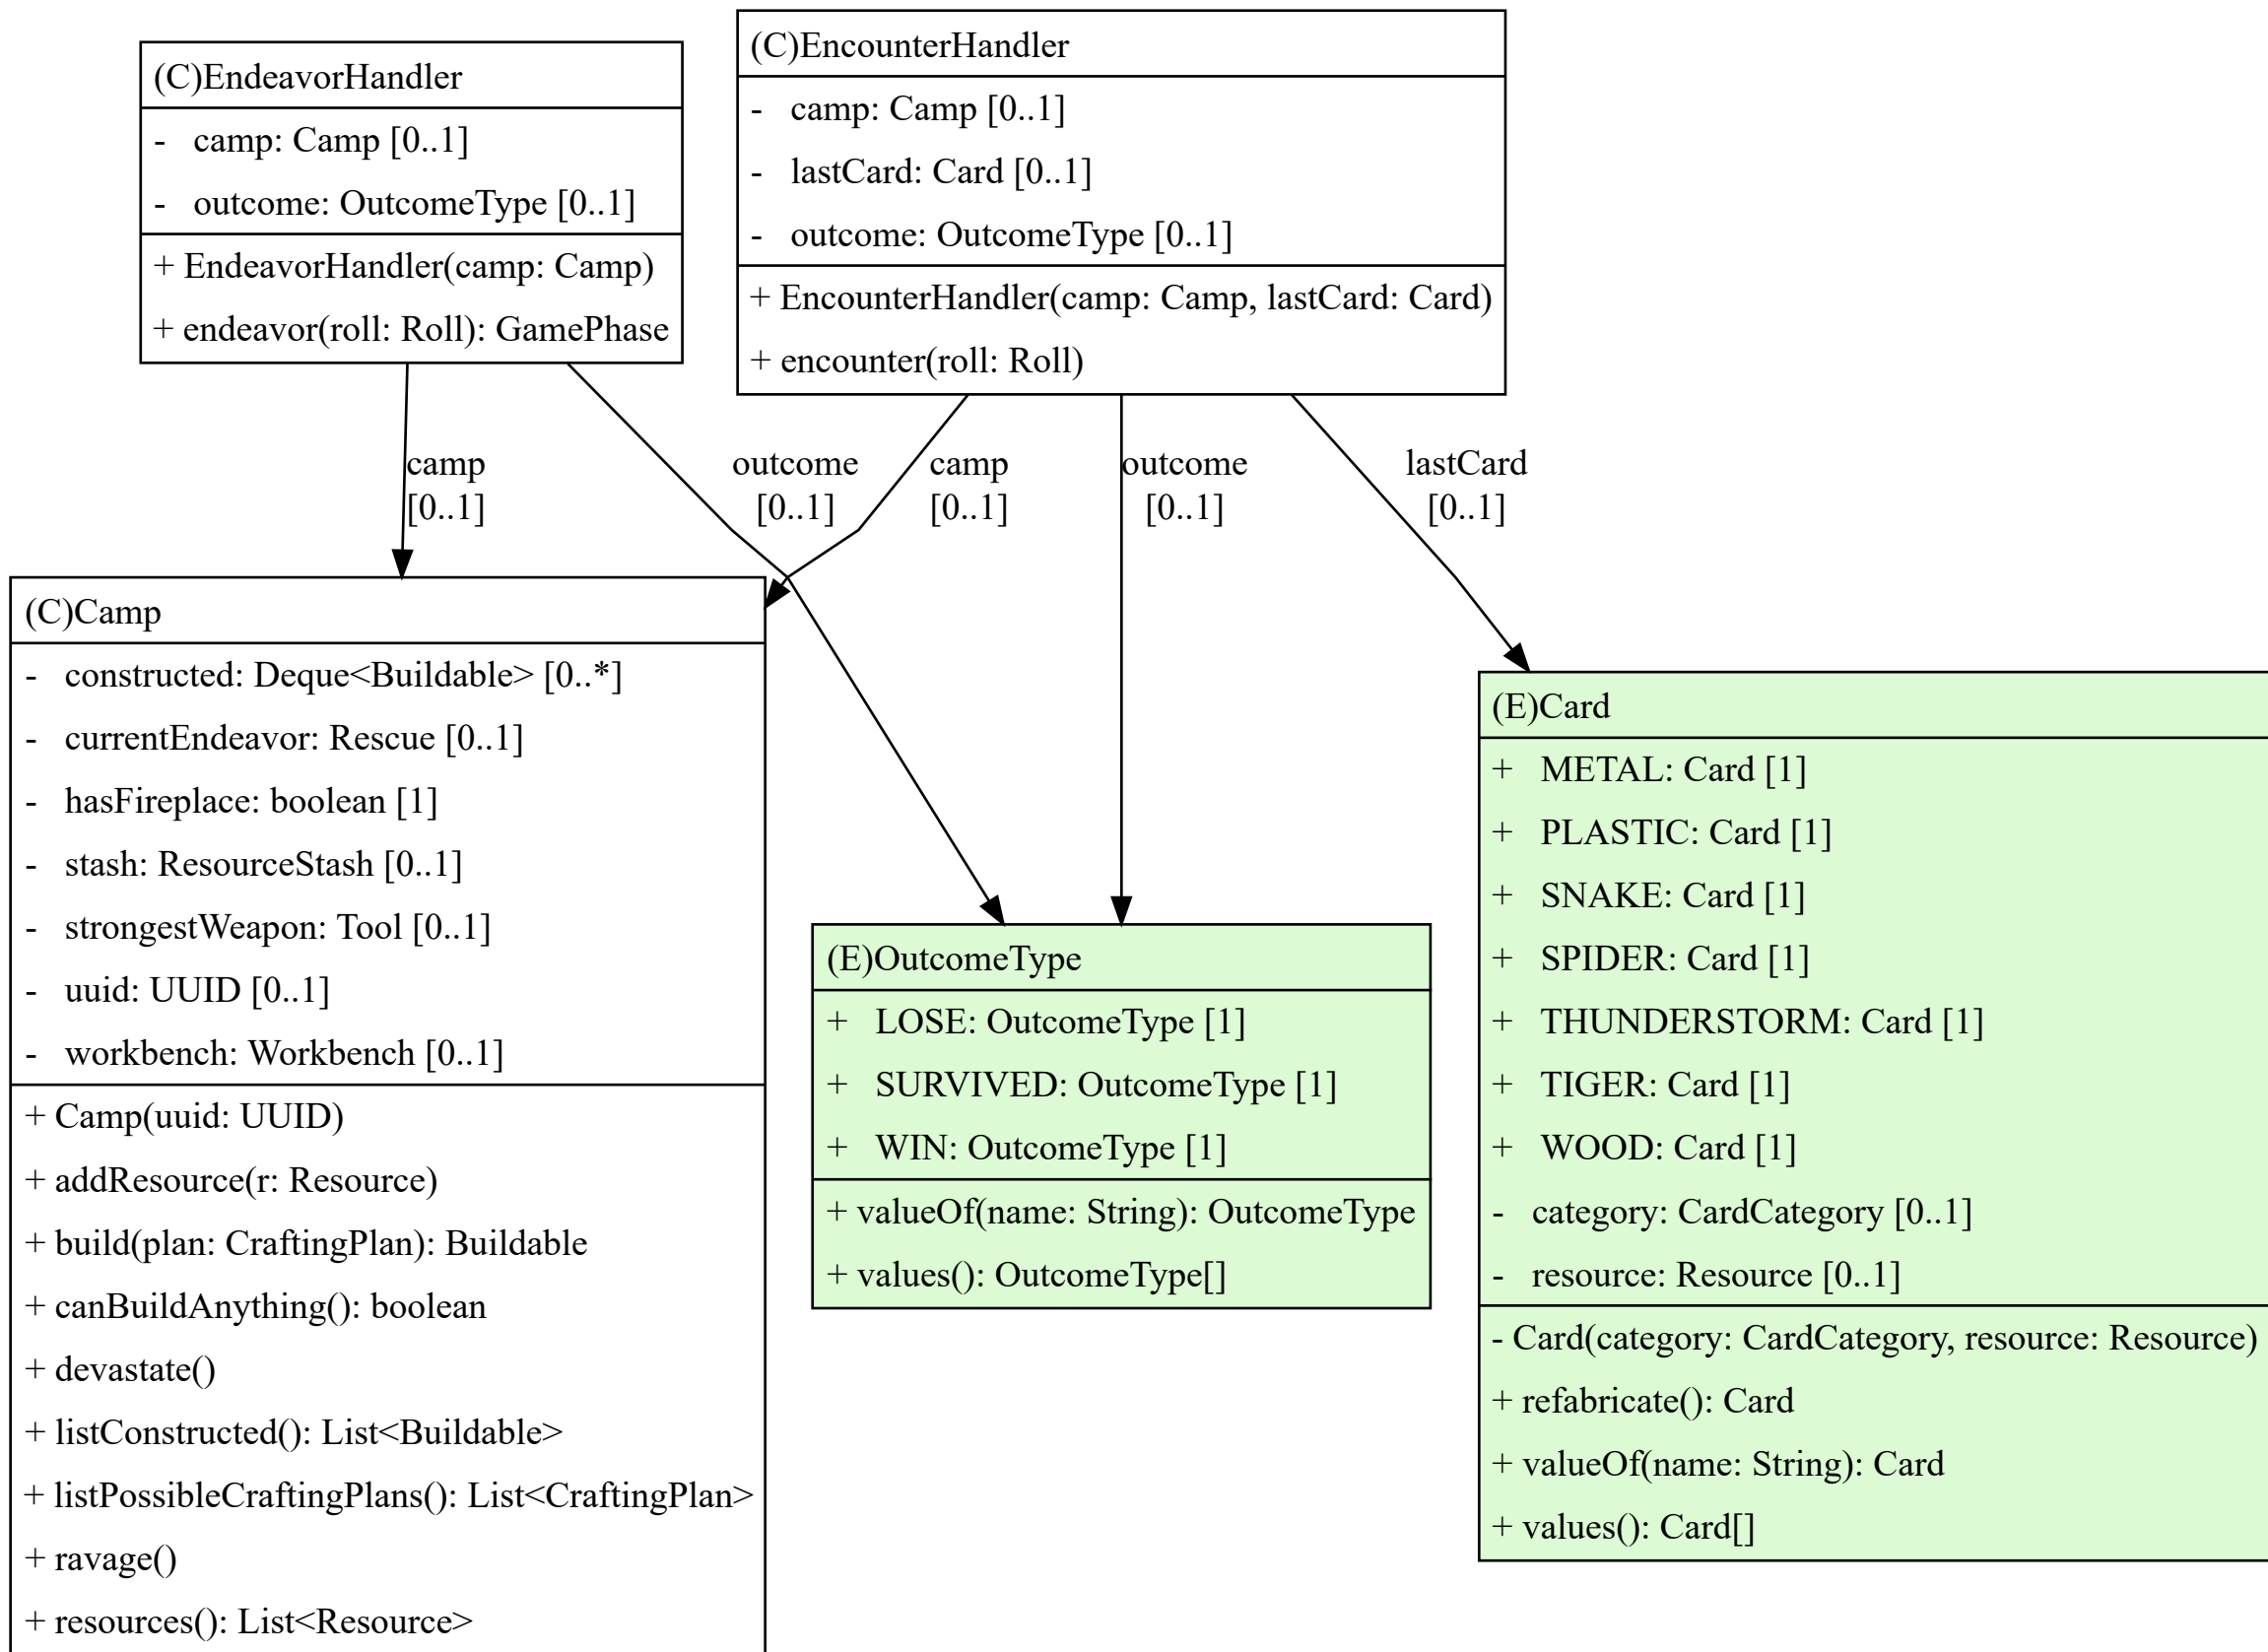 (C)EndeavorHandler
-   camp: Camp [0..1]
-   outcome: OutcomeType [0..1]
+ EndeavorHandler(camp: Camp)
+ endeavor(roll: Roll): GamePhase
(C)EncounterHandler
-   camp: Camp [0..1]
-   lastCard: Card [0..1]
-   outcome: OutcomeType [0..1]
+ EncounterHandler(camp: Camp, lastCard: Card)
+ encounter(roll: Roll)
camp
[0..1]
outcome
[0..1]
camp
[0..1]
outcome
[0..1]
lastCard
[0..1]
(C)Camp
-   constructed: Deque<Buildable> [0..*]
-   currentEndeavor: Rescue [0..1]
-   hasFireplace: boolean [1]
-   stash: ResourceStash [0..1]
-   strongestWeapon: Tool [0..1]
-   uuid: UUID [0..1]
-   workbench: Workbench [0..1]
+ Camp(uuid: UUID)
+ addResource(r: Resource)
+ build(plan: CraftingPlan): Buildable
+ canBuildAnything(): boolean
+ devastate()
+ listConstructed(): List<Buildable>
+ listPossibleCraftingPlans(): List<CraftingPlan>
+ ravage()
+ resources(): List<Resource>
(E)OutcomeType
+   LOSE: OutcomeType [1]
+   SURVIVED: OutcomeType [1]
+   WIN: OutcomeType [1]
+ valueOf(name: String): OutcomeType
+ values(): OutcomeType[]
(E)Card
+   METAL: Card [1]
+   PLASTIC: Card [1]
+   SNAKE: Card [1]
+   SPIDER: Card [1]
+   THUNDERSTORM: Card [1]
+   TIGER: Card [1]
+   WOOD: Card [1]
-   category: CardCategory [0..1]
-   resource: Resource [0..1]
- Card(category: CardCategory, resource: Resource)
+ refabricate(): Card
+ valueOf(name: String): Card
+ values(): Card[]